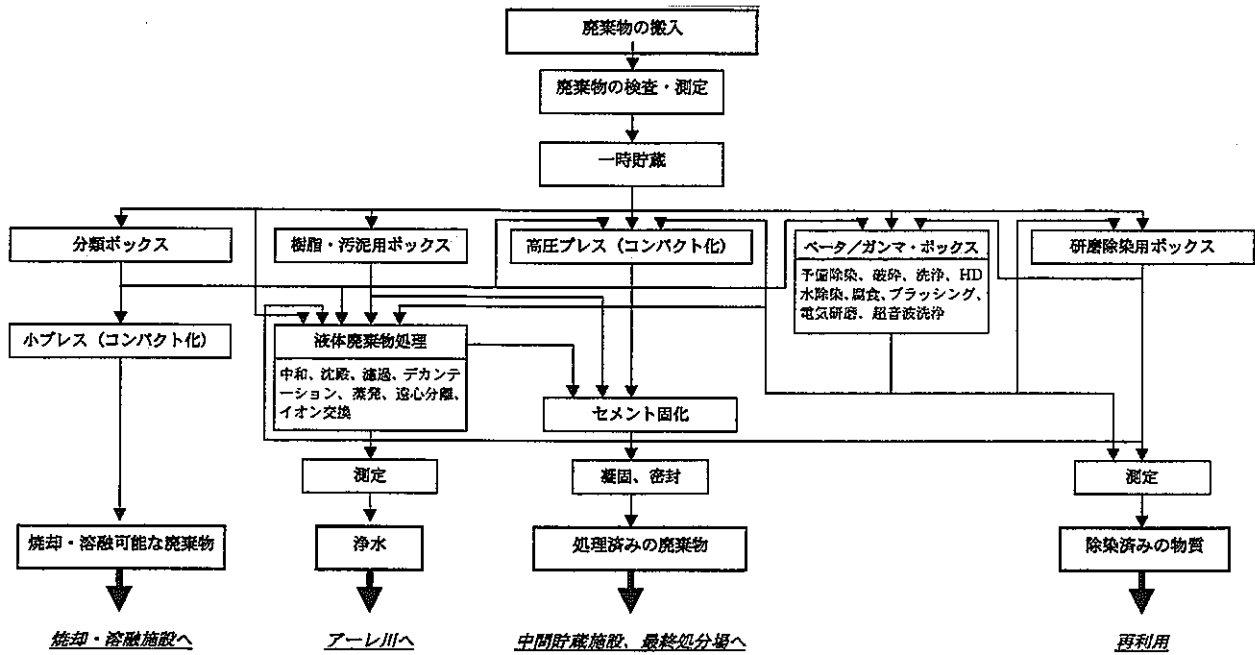 廃棄物の搬入
廃棄物の検査・測定
一時貯蔵
分類ボックス
樹脂・汚泥用ボックス
高圧プレス（コンパクト化）
ベータ／ガンマ・ボックス
研磨除染用ボックス
予備除染、破砕、洗浄、HD
水除染、腐食、ブラッシング、
電気研磨、超音波洗浄
小プレス（コンパクト化）
液体廃棄物処理
中和、沈殿、濾過、デカンテ
ーション、蒸発、遠心分離、
イオン交換
セメント固化
測定
凝固、密封
測定
焼却・溶融可能な廃棄物
浄水
処理済みの廃棄物
除染済みの物質
焼却・溶融施設へ
アーレ川へ
中間貯蔵施設、最終処分場へ
再利用